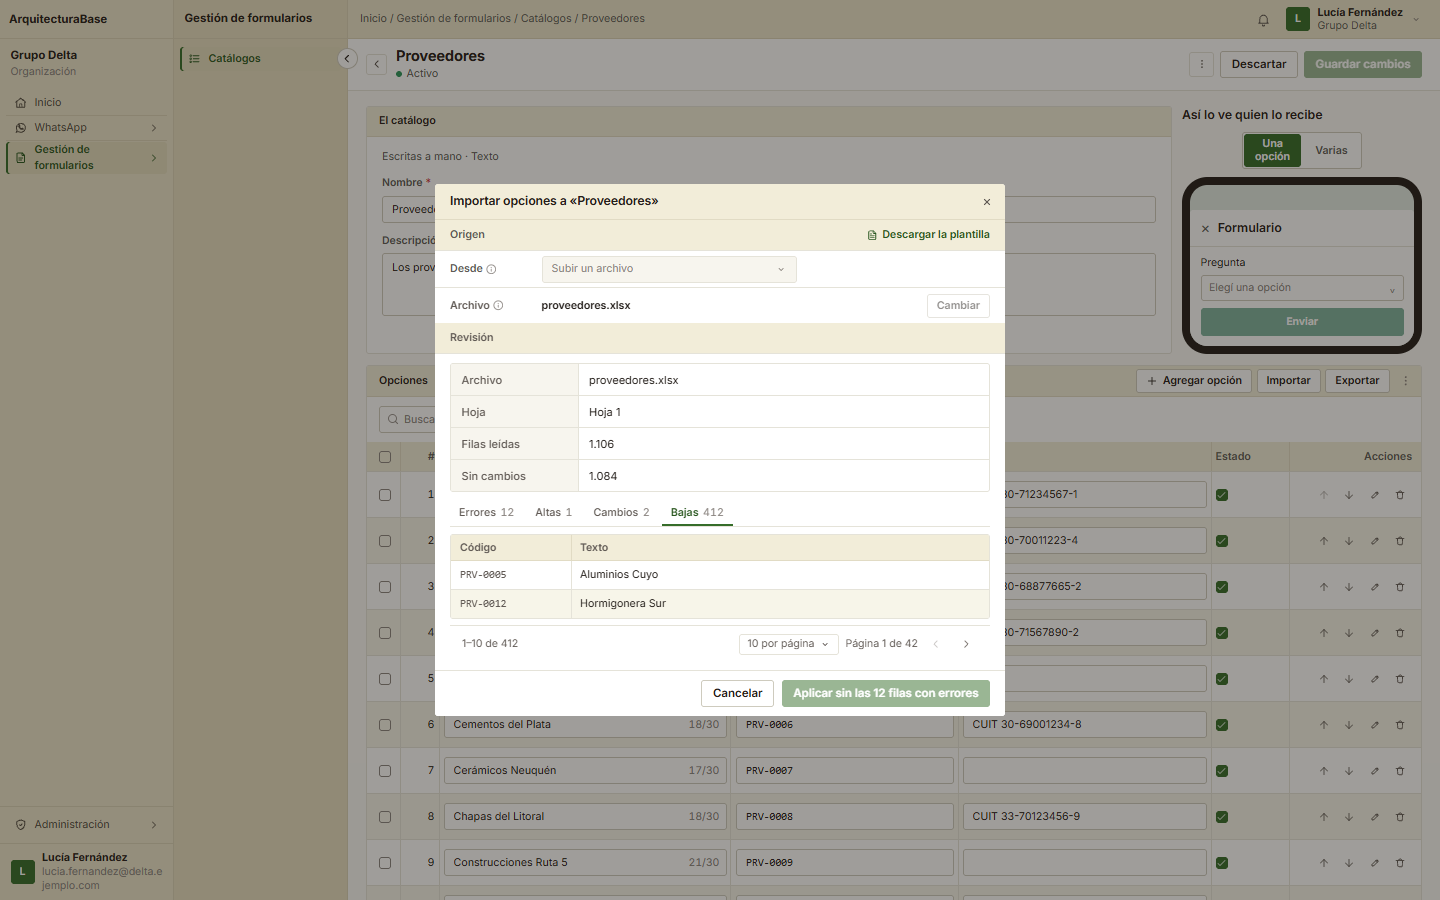 ArquitecturaBase
Gestión de formularios
Inicio / Gestión de formularios / Catálogos / Proveedores
L
Lucía Fernández
Grupo Delta
Grupo Delta
Organización
Inicio
WhatsApp
Gestión de
formularios
Catálogos
Proveedores
Activo
Descartar
Guardar cambios
El catálogo
Escritas a mano · Texto
Nombre *
Descripció
Los prov
Así lo ve quien lo recibe
Una
opción
Varias
Formulario
Pregunta
Elegí una opción
Enviar
Importar opciones a «Proveedores»
Origen
Descargar la plantilla
Desde
Subir un archivo
Archivo
proveedores.xlsx
Cambiar
Revisión
Archivo
proveedores.xlsx
Hoja
Hoja 1
Filas leídas
1.106
Sin cambios
1.084
Errores 12
Altas 1
Cambios 2
Bajas 412
Código
Texto
PRV-0005
Aluminios Cuyo
PRV-0012
Hormigonera Sur
1–10 de 412
10 por página
Página 1 de 42
Cancelar
Aplicar sin las 12 filas con errores
Opciones
Agregar opción
Importar
Exportar
Busca
#
Estado
Acciones
1
30-71234567-1
2
30-70011223-4
3
30-68877665-2
4
30-71567890-2
5
6
Cementos del Plata
18/30
PRV-0006
CUIT 30-69001234-8
7
Cerámicos Neuquén
17/30
PRV-0007
8
Chapas del Litoral
18/30
PRV-0008
CUIT 33-70123456-9
9
Construcciones Ruta 5
21/30
PRV-0009
Administración
L
Lucía Fernández
lucia.fernandez@delta.e
jemplo.com